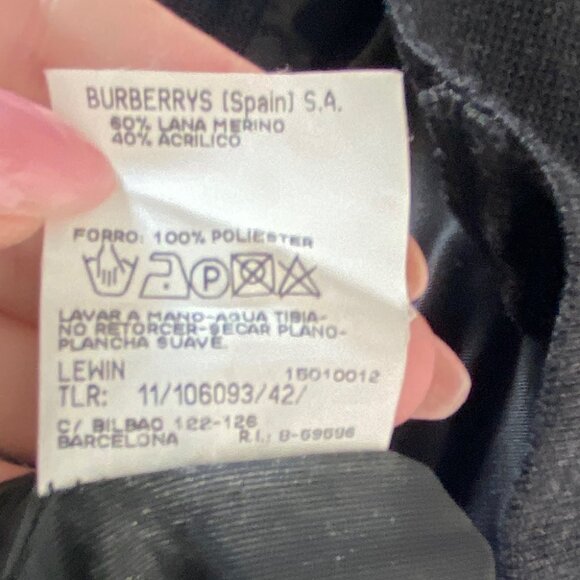 BURBERRYS (Spain) S.A.
60% LANA MERINO
40% ACRILICO
FORRO: 100% POLIESTER
P
LAVAR A MANO-AGUA TIBIA-
NO RETORCER-SECAR PLANO-
PLANCHA SUAVE.
LEWIN 15010012
TLR: 11/106093/42/
C/ BILBAO 122-126
BARCELONA R.I.: B-69596